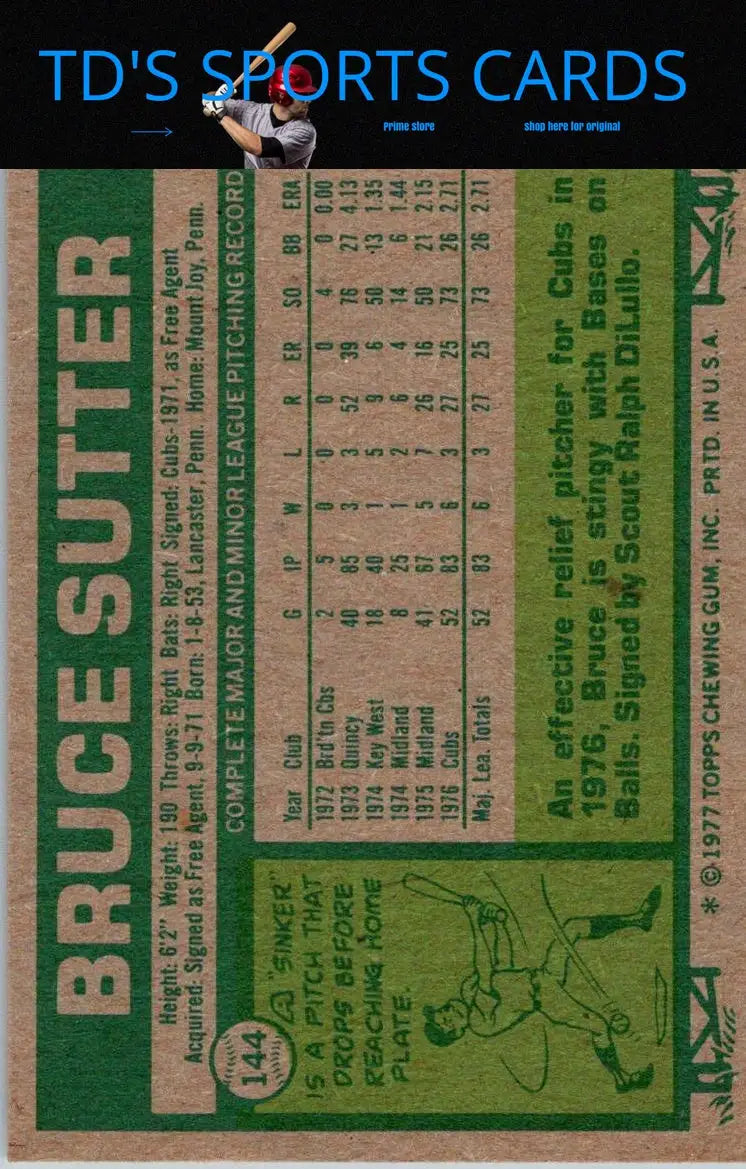 TD'S SPORTS CARDS
Prime store
shop here for original
BRUCE SUTTER
Height: 6'2" Weight: 190 Throws: Right Bats: Right Signed: Cubs-1971, as Free Agent
Acquired: Signed as Free Agent, 9-9-71 Born: 1-8-53, Lancaster, Penn. Home: Mount Joy, Penn.
144
COMPLETE MAJOR AND MINOR LEAGUE PITCHING RECORD
Year Club G IP W L R ER SO BB ERA
1972 Brd'tn Cbs 2 5 0 0 0 0 4 0 0.00
1973 Quincy 40 85 3 3 52 39 76 27 4.13
1974 Key West 18 40 1 5 9 6 50 13 1.35
1974 Midland 8 25 1 2 6 4 14 6 1.44
1975 Midland 41 67 5 7 26 16 50 21 2.15
1976 Cubs 52 83 6 3 27 25 73 26 2.71
Maj. Lea. Totals 52 83 6 3 27 25 73 26 2.71
A "SINKER"
IS A PITCH THAT
DROPS BEFORE
REACHING HOME
PLATE.
An effective relief pitcher for Cubs in
1976, Bruce is stingy with Bases on
Balls. Signed by Scout Ralph DiLullo.
* © 1977 TOPPS CHEWING GUM, INC. PRTD. IN U.S.A.